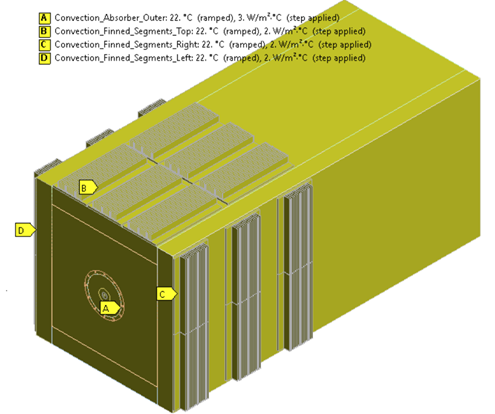 A Convection_Absorber_Outer: 22. °C (ramped), 3. W/m²·°C (step applied)
B Convection_Finned_Segments_Top: 22. °C (ramped), 2. W/m²·°C (step applied)
C Convection_Finned_Segments_Right: 22. °C (ramped), 2. W/m²·°C (step applied)
D Convection_Finned_Segments_Left: 22. °C (ramped), 2. W/m²·°C (step applied)
B
D
C
A